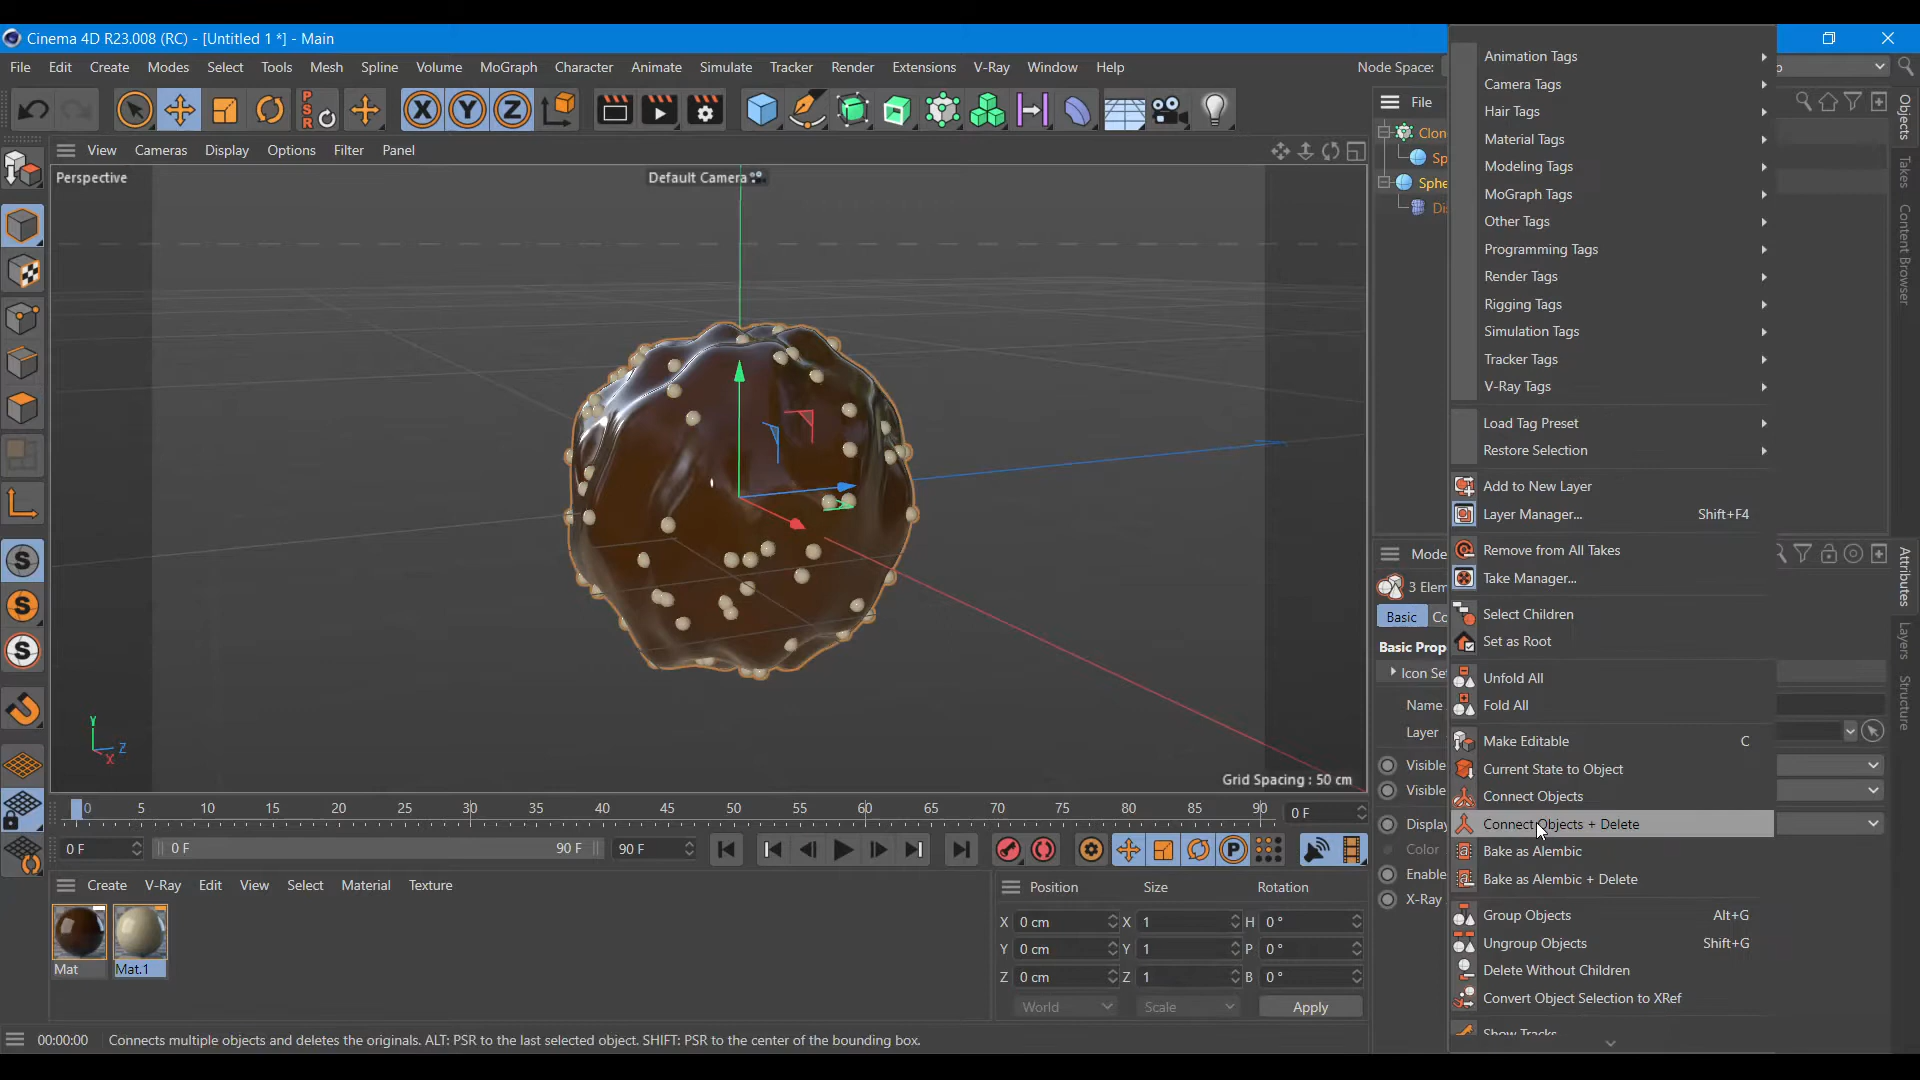 Cinema 4D R23.008 (RC) - [Untitled 1 *] - Main
File Edit Create Modes Select Tools Mesh Spline Volume MoGraph Character Animate Simulate Tracker Render Extensions V-Ray Window Help Node Space:
View Cameras Display Options Filter Panel
Perspective
Default Camera
Grid Spacing : 50 cm
Y
Z
X
0 5 10 15 20 25 30 35 40 45 50 55 60 65 70 75 80 85 90 0 F
0 F 0 F 90 F 90 F
Create V-Ray Edit View Select Material Texture
Mat
Mat.1
Position Size Rotation
X 0 cm X 1 H 0 °
Y 0 cm Y 1 P 0 °
Z 0 cm Z 1 B 0 °
World Scale Apply
00:00:00 Connects multiple objects and deletes the originals. ALT: PSR to the last selected object. SHIFT: PSR to the center of the bounding box.
File
Clon
Sp
Sphe
Di
Mode
3 Elem
Basic Co
Basic Prop
Icon Se
Name
Layer
Visible
Visible
Display
Color
Enable
X-Ray
Animation Tags
Camera Tags
Hair Tags
Material Tags
Modeling Tags
MoGraph Tags
Other Tags
Programming Tags
Render Tags
Rigging Tags
Simulation Tags
Tracker Tags
V-Ray Tags
Load Tag Preset
Restore Selection
Add to New Layer
Layer Manager... Shift+F4
Remove from All Takes
Take Manager...
Select Children
Set as Root
Unfold All
Fold All
Make Editable C
Current State to Object
Connect Objects
Connect Objects + Delete
Bake as Alembic
Bake as Alembic + Delete
Group Objects Alt+G
Ungroup Objects Shift+G
Delete Without Children
Convert Object Selection to XRef
Show Tracks
Objects
Takes
Content Browser
Attributes
Layers
Structure